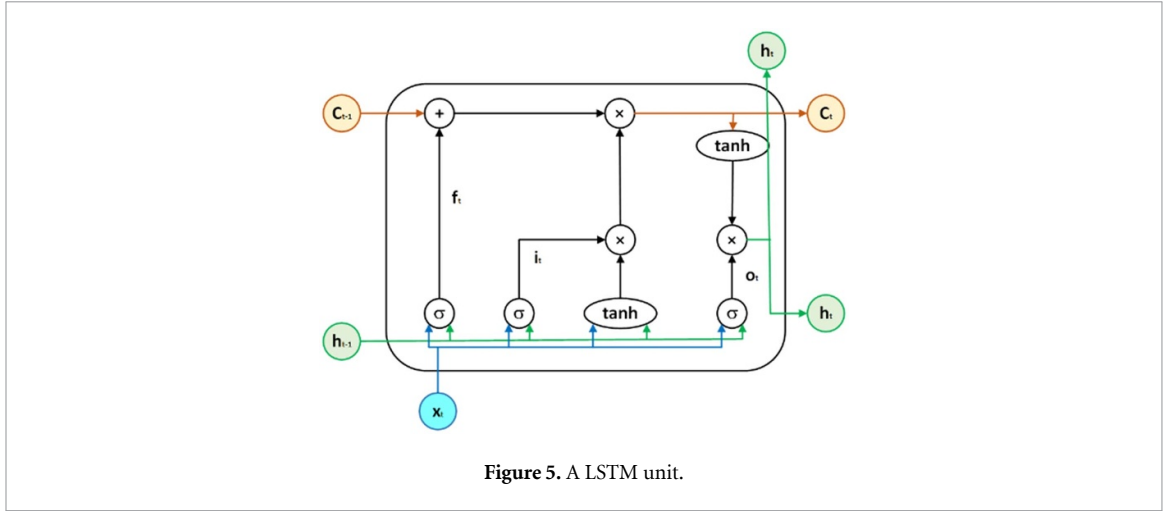 hₜ
Cₜ₋₁ + × Cₜ
tanh
fₜ
× ×
iₜ
oₜ
σ σ tanh σ hₜ
hₜ₋₁
xₜ
Figure 5. A LSTM unit.